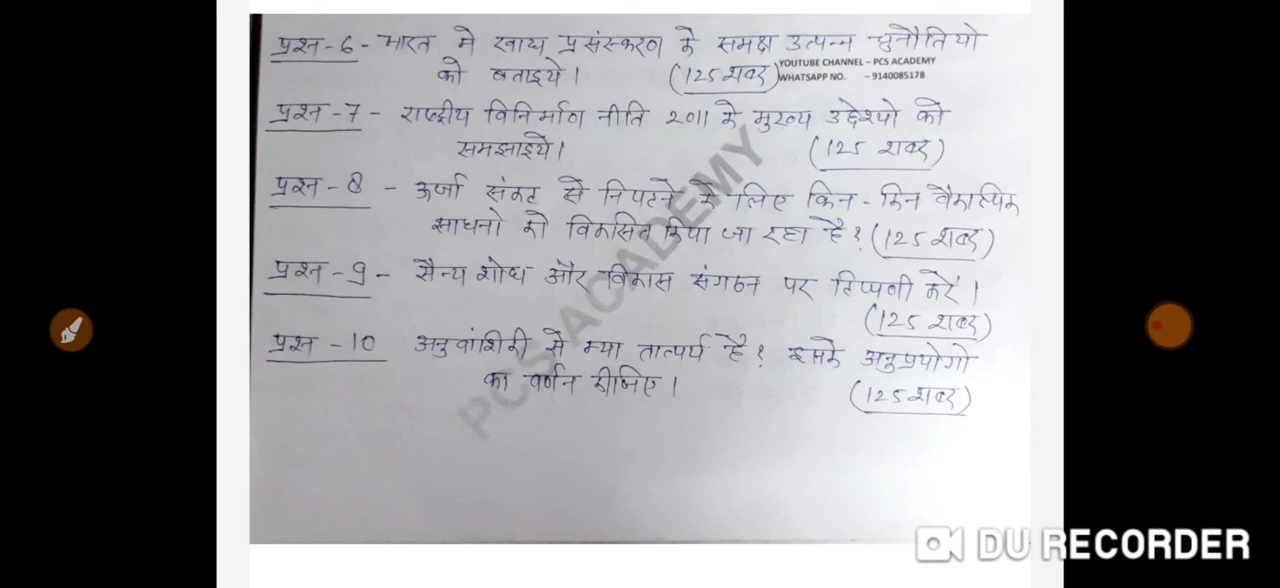 प्रश्न-6 - भारत मे खाद्य प्रसंस्करण के समक्ष उत्पन्न चुनौतियो
को बताइये। (125 शब्द)
YOUTUBE CHANNEL – PCS ACADEMY
WHATSAPP NO. - 9140085178
प्रश्न-7 - राष्ट्रीय विनिर्माण नीति 2011 के मुख्य उद्देश्यो को
समझाइये। (125 शब्द)
प्रश्न-8 - ऊर्जा संकट से निपटने के लिए किन-किन वैकल्पिक
साधनो को विकसित किया जा रहा है? (125 शब्द)
प्रश्न-9 - सैन्य शोध और विकास संगठन पर टिप्पणी करें।
(125 शब्द)
प्रश्न-10 अनुवांशिकी से क्या तात्पर्य है? इसके अनुप्रयोगो
का वर्णन कीजिए। (125 शब्द)
PCS ACADEMY
DU RECORDER